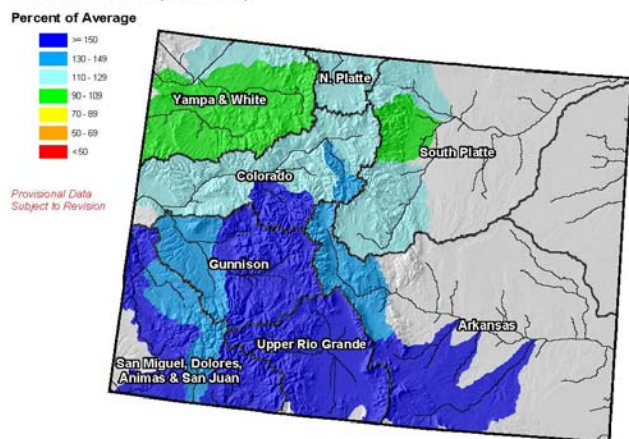 Percent of Average
>= 150
130 - 149
110 - 129
90 - 109
70 - 89
50 - 69
< 50
Provisional Data
Subject to Revision
N. Platte
Yampa & White
South Platte
Colorado
Gunnison
Arkansas
Upper Rio Grande
San Miguel, Dolores,
Animas & San Juan